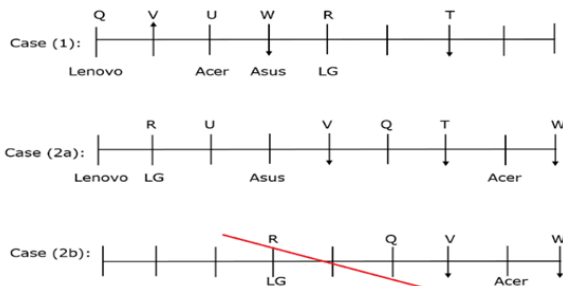 Q V U W R T
Case (1):
Lenovo Acer Asus LG
R U V Q T W
Case (2a):
Lenovo LG Asus Acer
R Q V W
Case (2b):
LG Acer